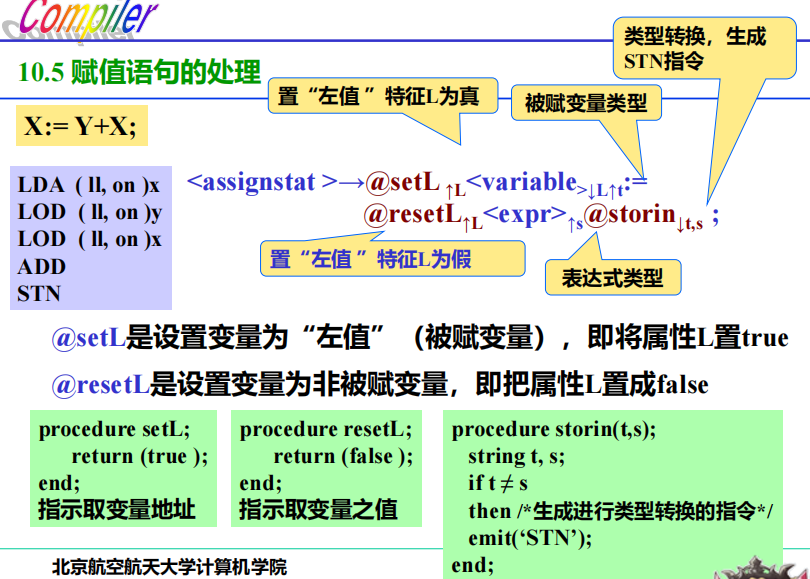 Compiler
10.5 赋值语句的处理
类型转换，生成
STN指令
置“左值”特征L为真
被赋变量类型
X:= Y+X;
LDA ( ll, on )x
LOD ( ll, on )y
LOD ( ll, on )x
ADD
STN
<assignstat >→@setL ↑L<variable>↓L↑t:=
@resetL↑L<expr>↑s@storin↓t,s ;
置“左值”特征L为假
表达式类型
@setL是设置变量为“左值”（被赋变量），即将属性L置true
@resetL是设置变量为非被赋变量，即把属性L置成false
procedure setL;
return (true );
end;
指示取变量地址
procedure resetL;
return (false );
end;
指示取变量之值
procedure storin(t,s);
string t, s;
if t ≠ s
then /*生成进行类型转换的指令*/
emit(‘STN’);
end;
北京航空航天大学计算机学院